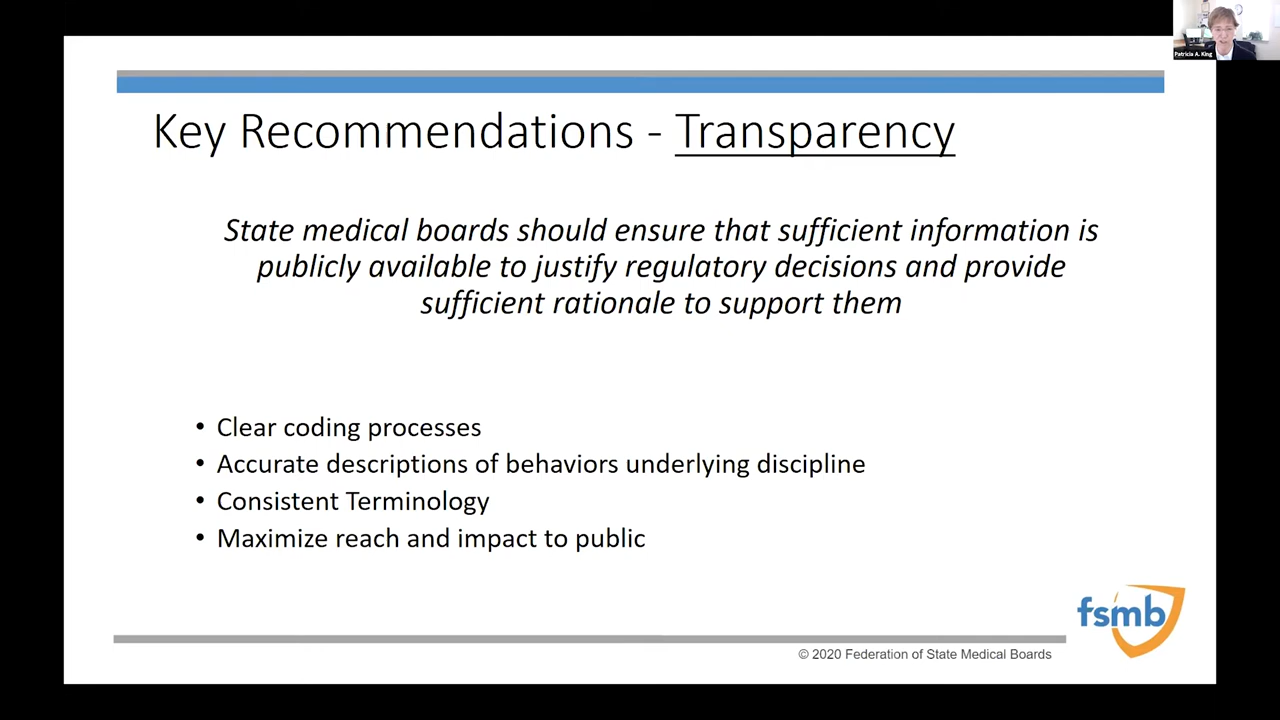 Patricia A. King
Key Recommendations - Transparency
State medical boards should ensure that sufficient information is
publicly available to justify regulatory decisions and provide
sufficient rationale to support them
• Clear coding processes
• Accurate descriptions of behaviors underlying discipline
• Consistent Terminology
• Maximize reach and impact to public
fsmb
© 2020 Federation of State Medical Boards